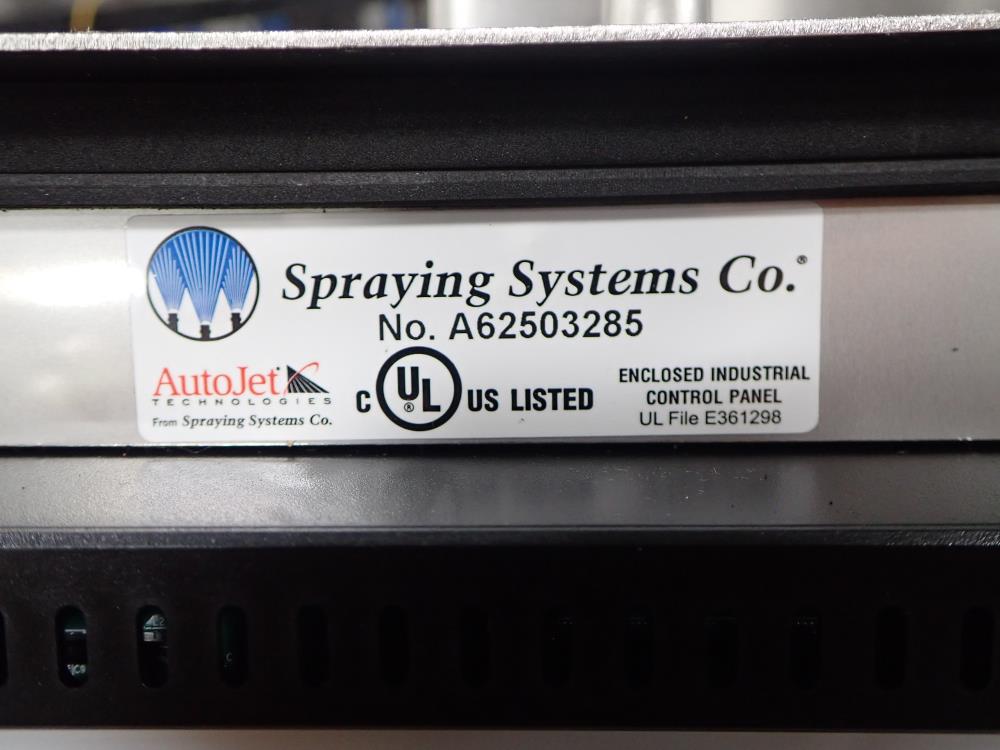 Spraying Systems Co.®
No. A62503285
AutoJet
TECHNOLOGIES
From Spraying Systems Co.
C UL® US LISTED
ENCLOSED INDUSTRIAL
CONTROL PANEL
UL File E361298